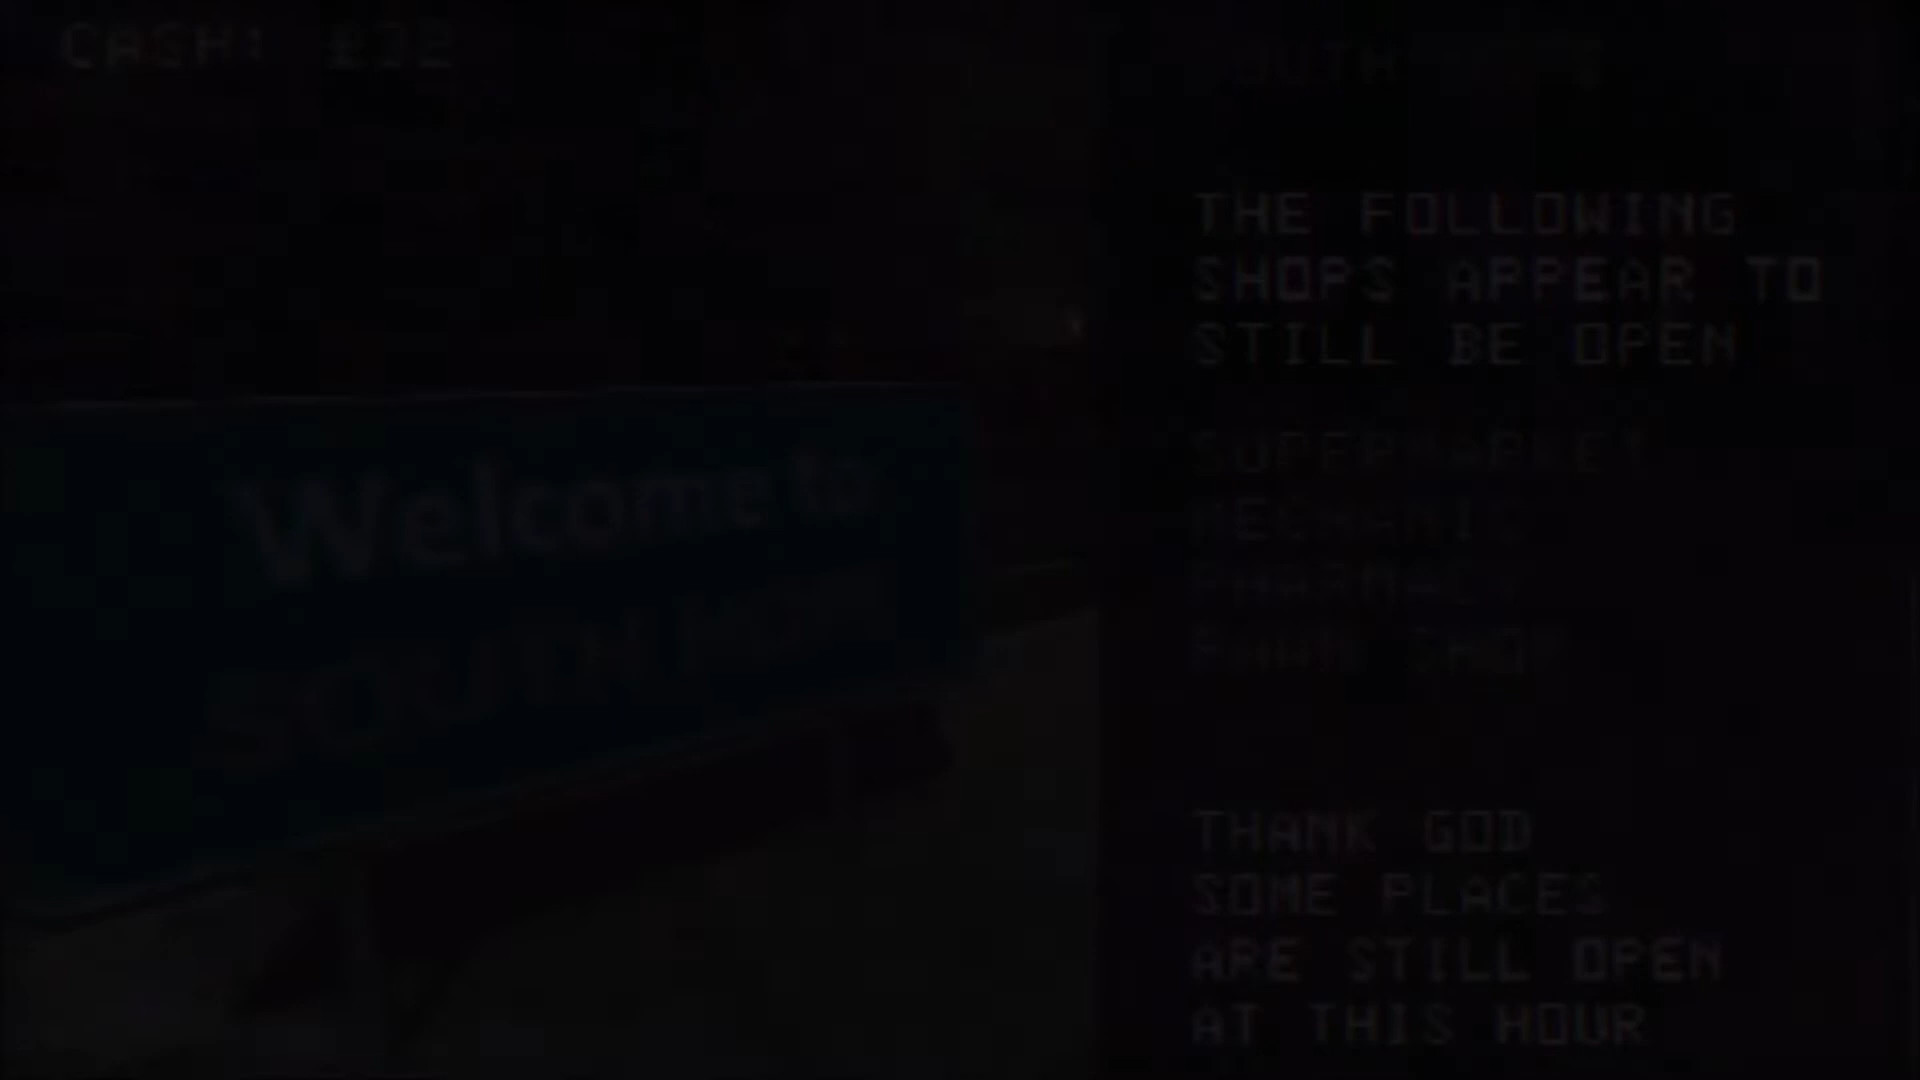 CASH: £32
THE FOLLOWING
SHOPS APPEAR TO
STILL BE OPEN
SUPERMARKET
MECHANIC
PHARMACY
PAWN SHOP
THANK GOD
SOME PLACES
ARE STILL OPEN
AT THIS HOUR
Welcome to
SOUTH